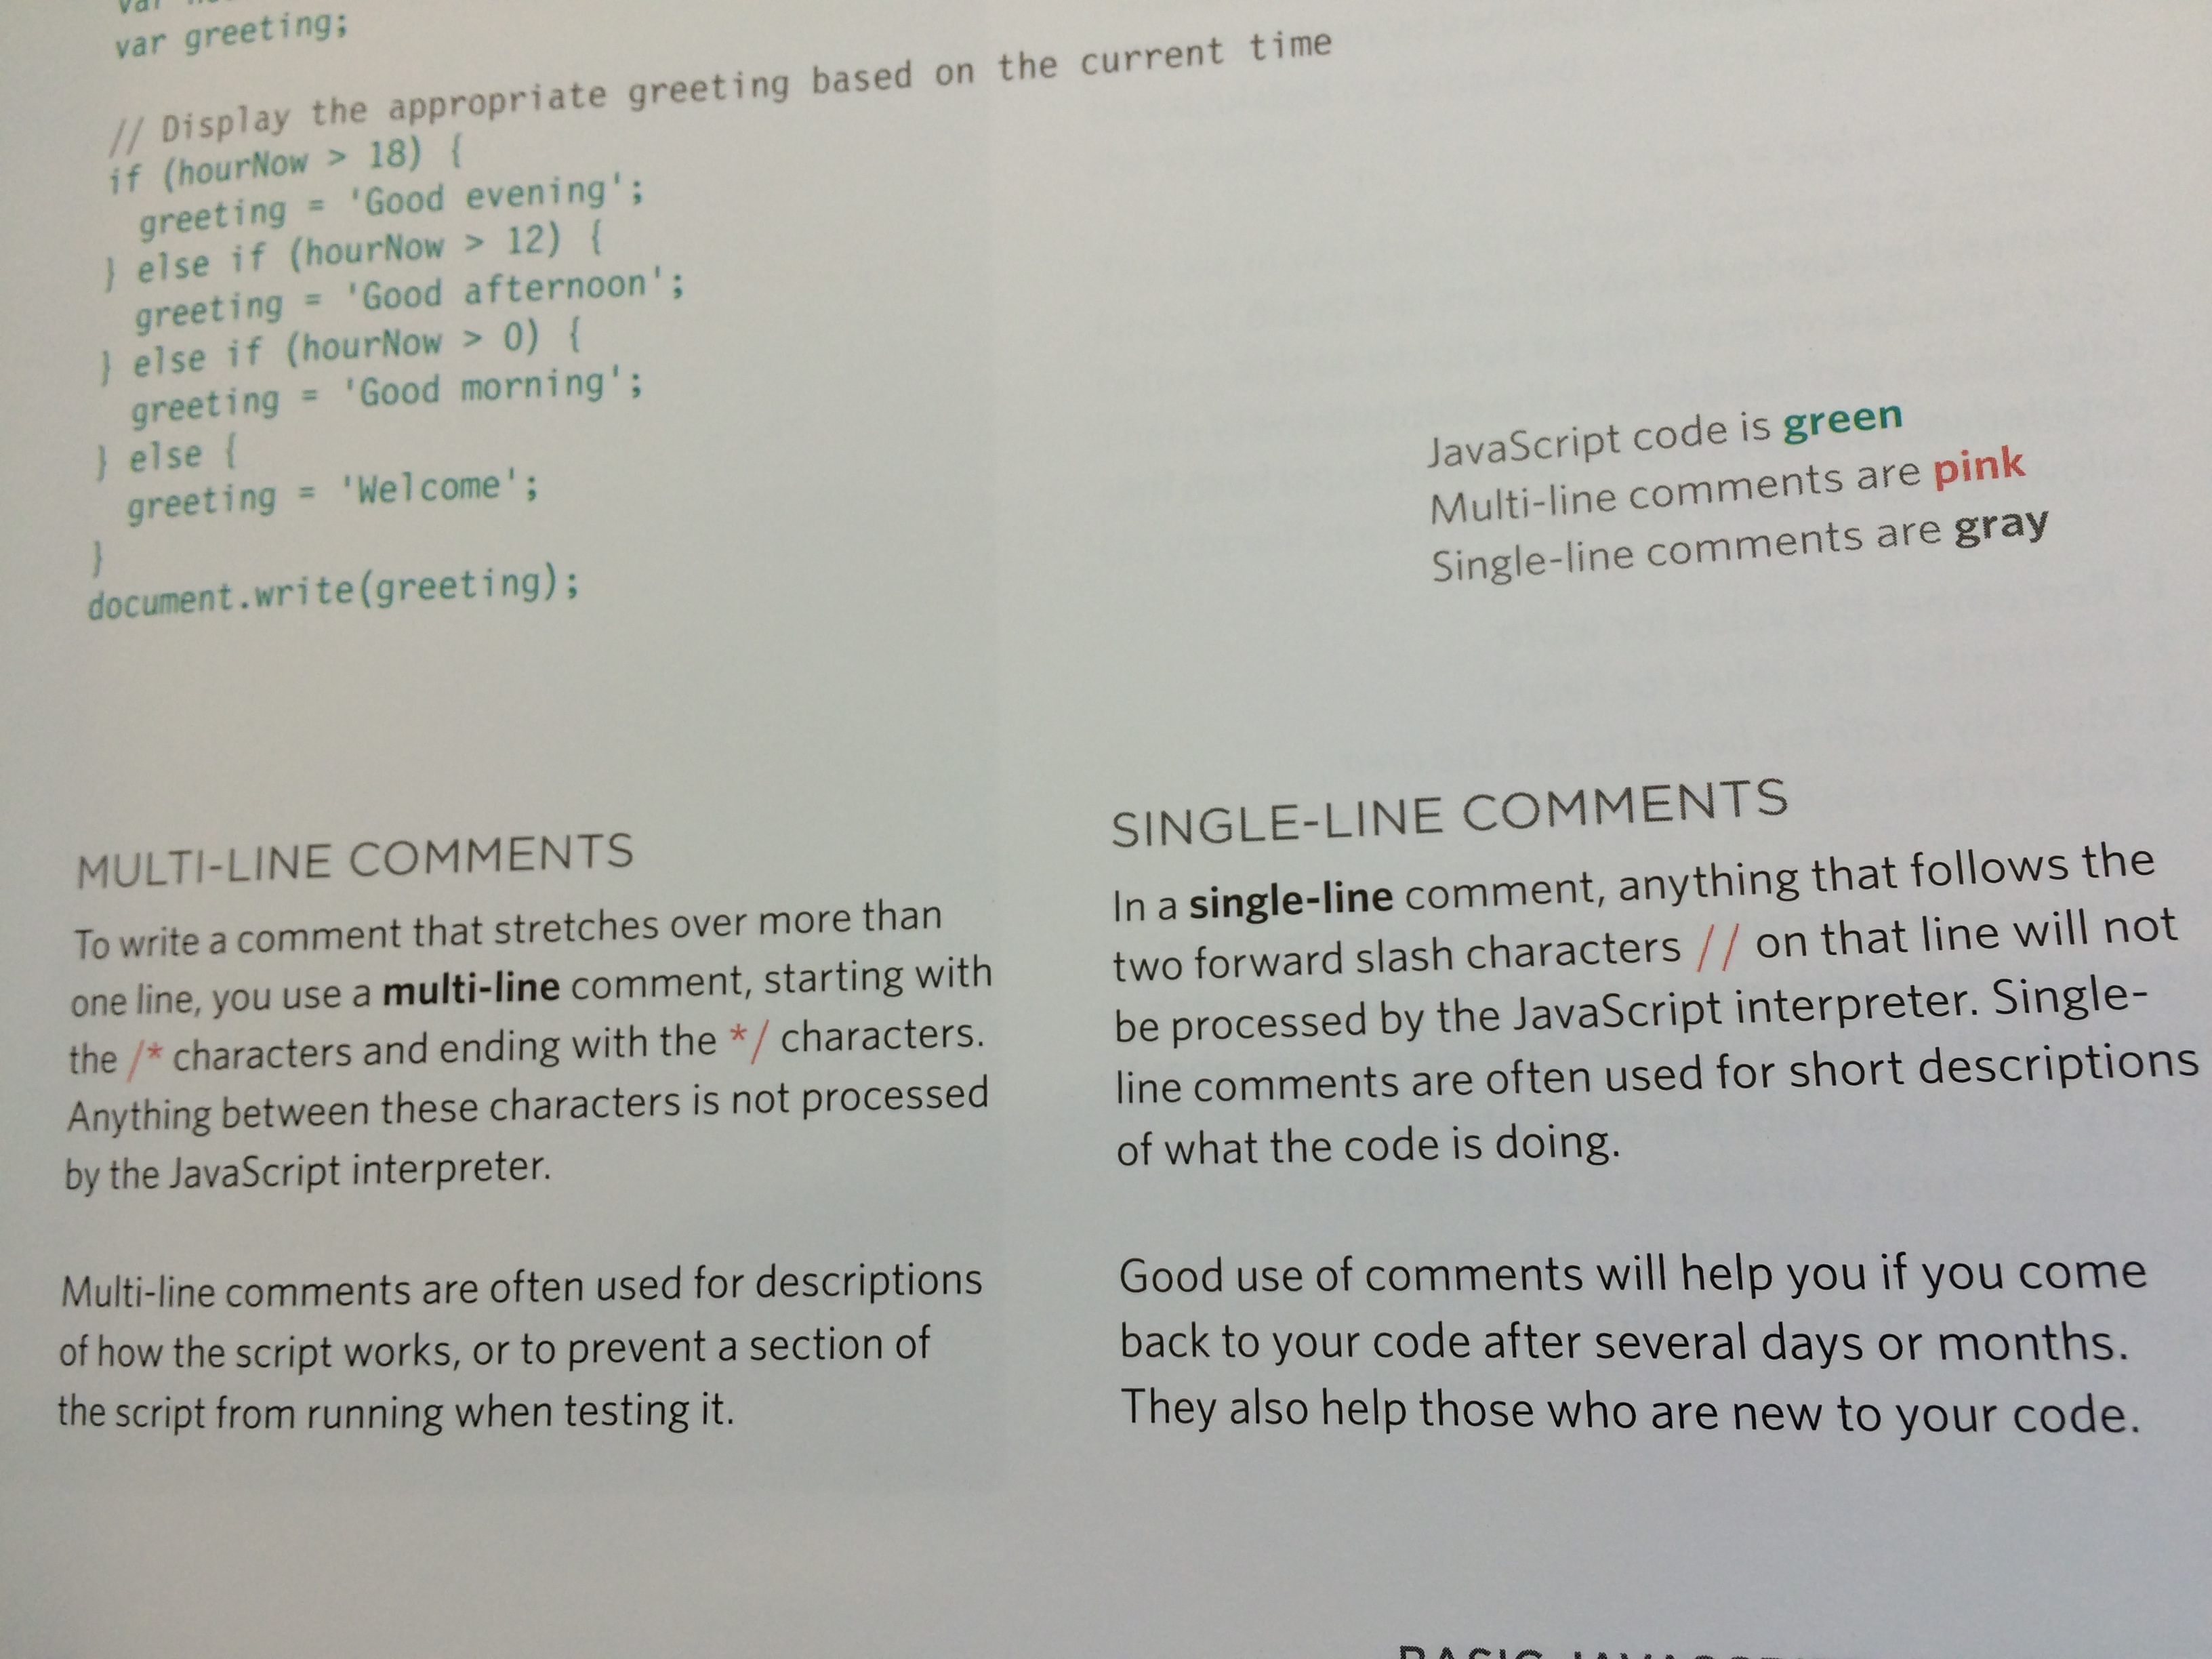 var greeting;
// Display the appropriate greeting based on the current time
if (hourNow > 18) {
greeting = 'Good evening';
} else if (hourNow > 12) {
greeting = 'Good afternoon';
} else if (hourNow > 0) {
greeting = 'Good morning';
} else {
greeting = 'Welcome';
}
document.write(greeting);
JavaScript code is green
Multi-line comments are pink
Single-line comments are gray
MULTI-LINE COMMENTS
To write a comment that stretches over more than
one line, you use a multi-line comment, starting with
the /* characters and ending with the */ characters.
Anything between these characters is not processed
by the JavaScript interpreter.
Multi-line comments are often used for descriptions
of how the script works, or to prevent a section of
the script from running when testing it.
SINGLE-LINE COMMENTS
In a single-line comment, anything that follows the
two forward slash characters // on that line will not
be processed by the JavaScript interpreter. Single-
line comments are often used for short descriptions
of what the code is doing.
Good use of comments will help you if you come
back to your code after several days or months.
They also help those who are new to your code.